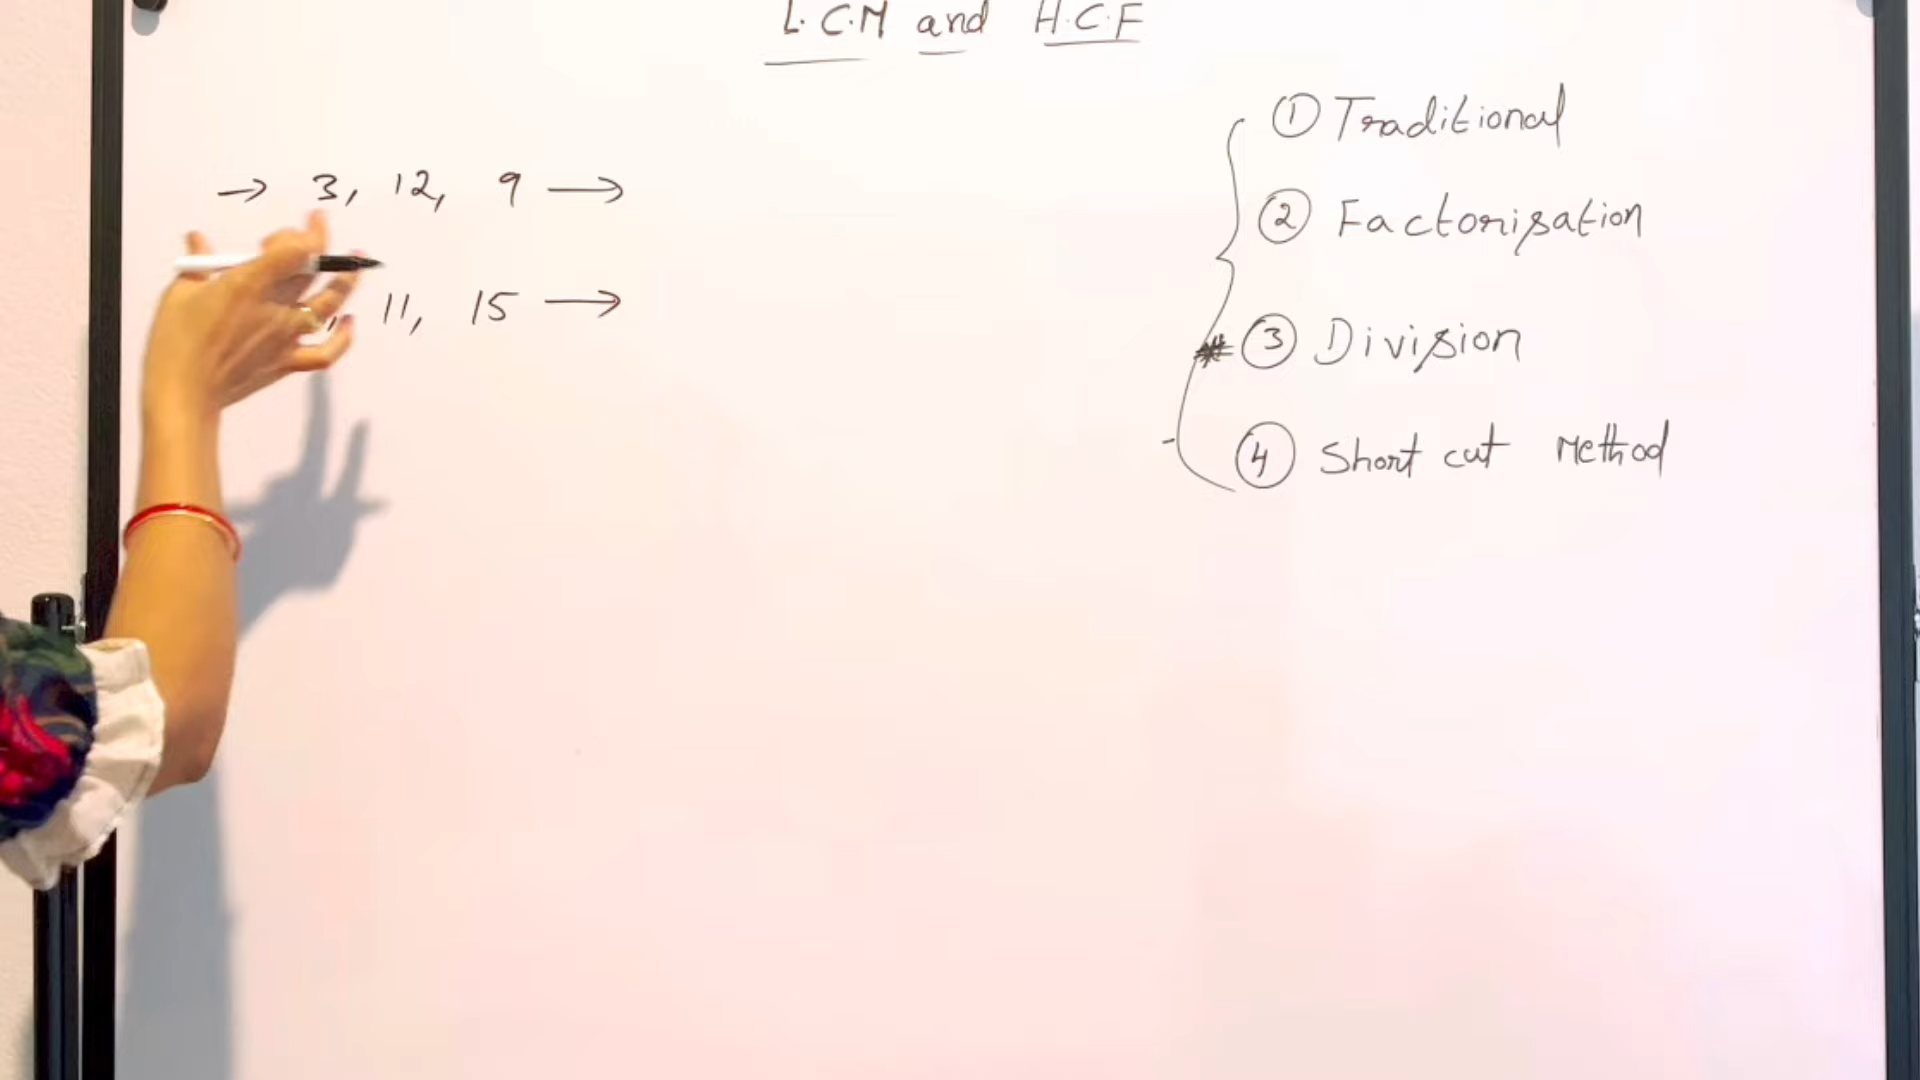 L.C.M and H.C.F
→ 3, 12, 9 →
, 11, 15 →
① Traditional
② Factorisation
③ Division
④ Short cut Method